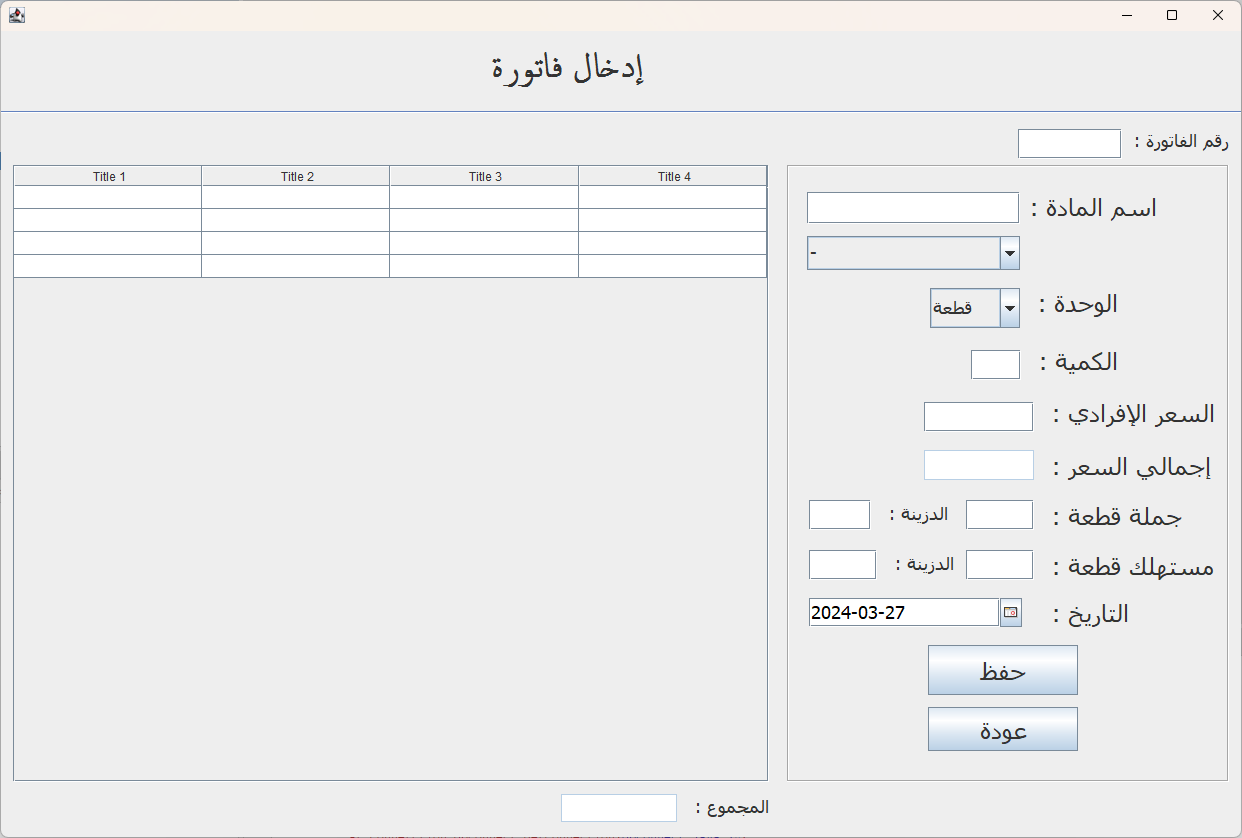 إدخال فاتورة
رقم الفاتورة :
Title 1 Title 2 Title 3 Title 4
اسم المادة :
-
الوحدة :
قطعة
الكمية :
السعر الإفرادي :
إجمالي السعر :
جملة قطعة :
الدزينة :
مستهلك قطعة :
الدزينة :
التاريخ :
2024-03-27
حفظ
عودة
المجموع :